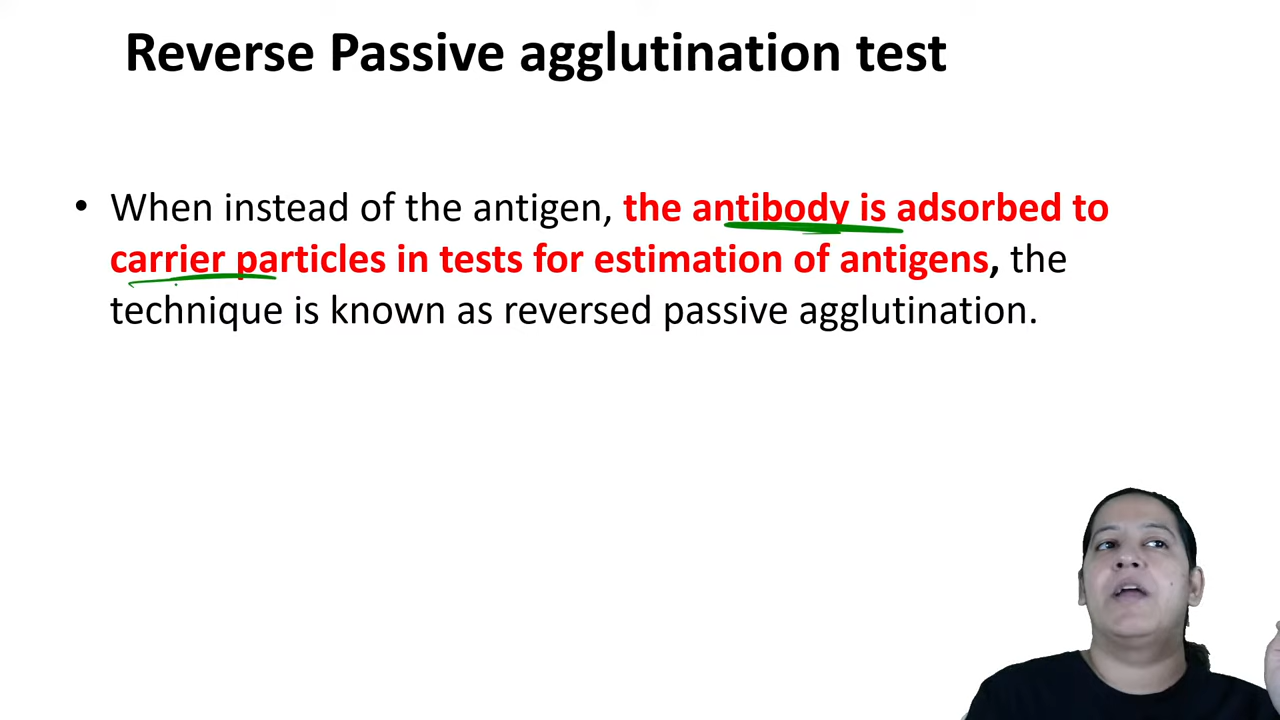 Reverse Passive agglutination test
• When instead of the antigen, the antibody is adsorbed to
carrier particles in tests for estimation of antigens, the
technique is known as reversed passive agglutination.